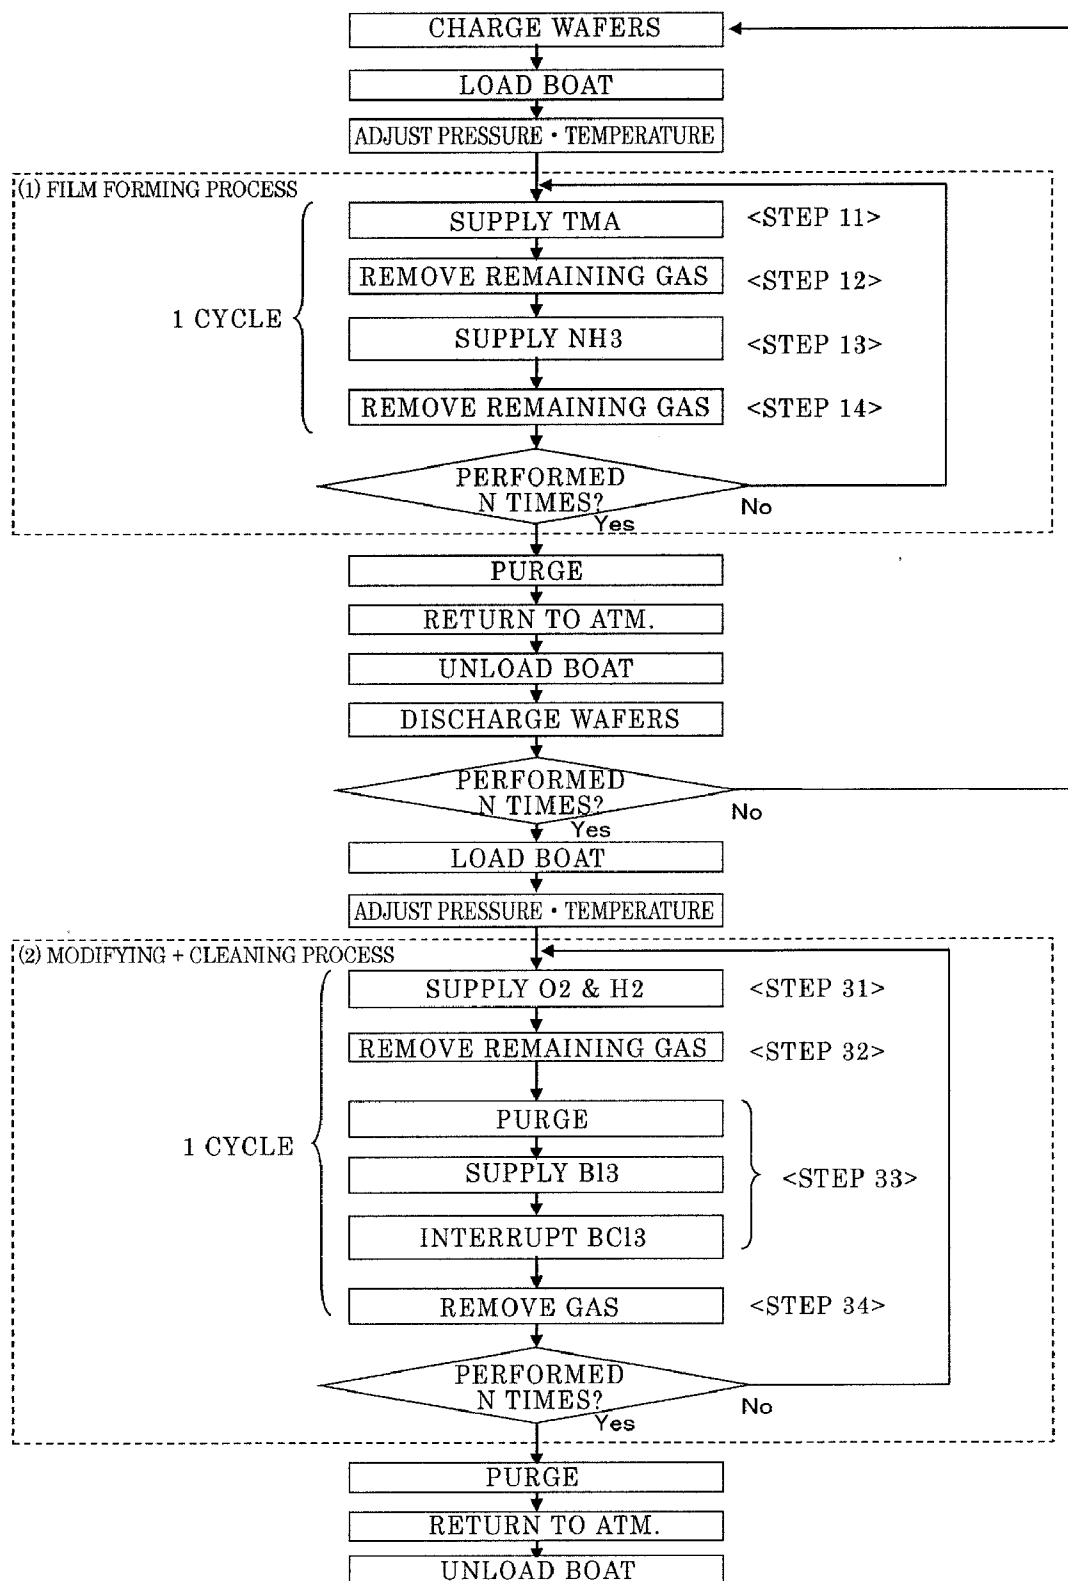 CHARGE WAFERS
LOAD BOAT
ADJUST PRESSURE・TEMPERATURE
(1) FILM FORMING PROCESS
SUPPLY TMA
<STEP 11>
REMOVE REMAINING GAS
<STEP 12>
1 CYCLE
SUPPLY NH3
<STEP 13>
REMOVE REMAINING GAS
<STEP 14>
PERFORMED
N TIMES?
No
Yes
PURGE
RETURN TO ATM.
UNLOAD BOAT
DISCHARGE WAFERS
PERFORMED
N TIMES?
No
Yes
LOAD BOAT
ADJUST PRESSURE・TEMPERATURE
(2) MODIFYING + CLEANING PROCESS
SUPPLY O2 & H2
<STEP 31>
REMOVE REMAINING GAS
<STEP 32>
PURGE
1 CYCLE
SUPPLY Bl3
<STEP 33>
INTERRUPT BCl3
REMOVE GAS
<STEP 34>
PERFORMED
N TIMES?
No
Yes
PURGE
RETURN TO ATM.
UNLOAD BOAT